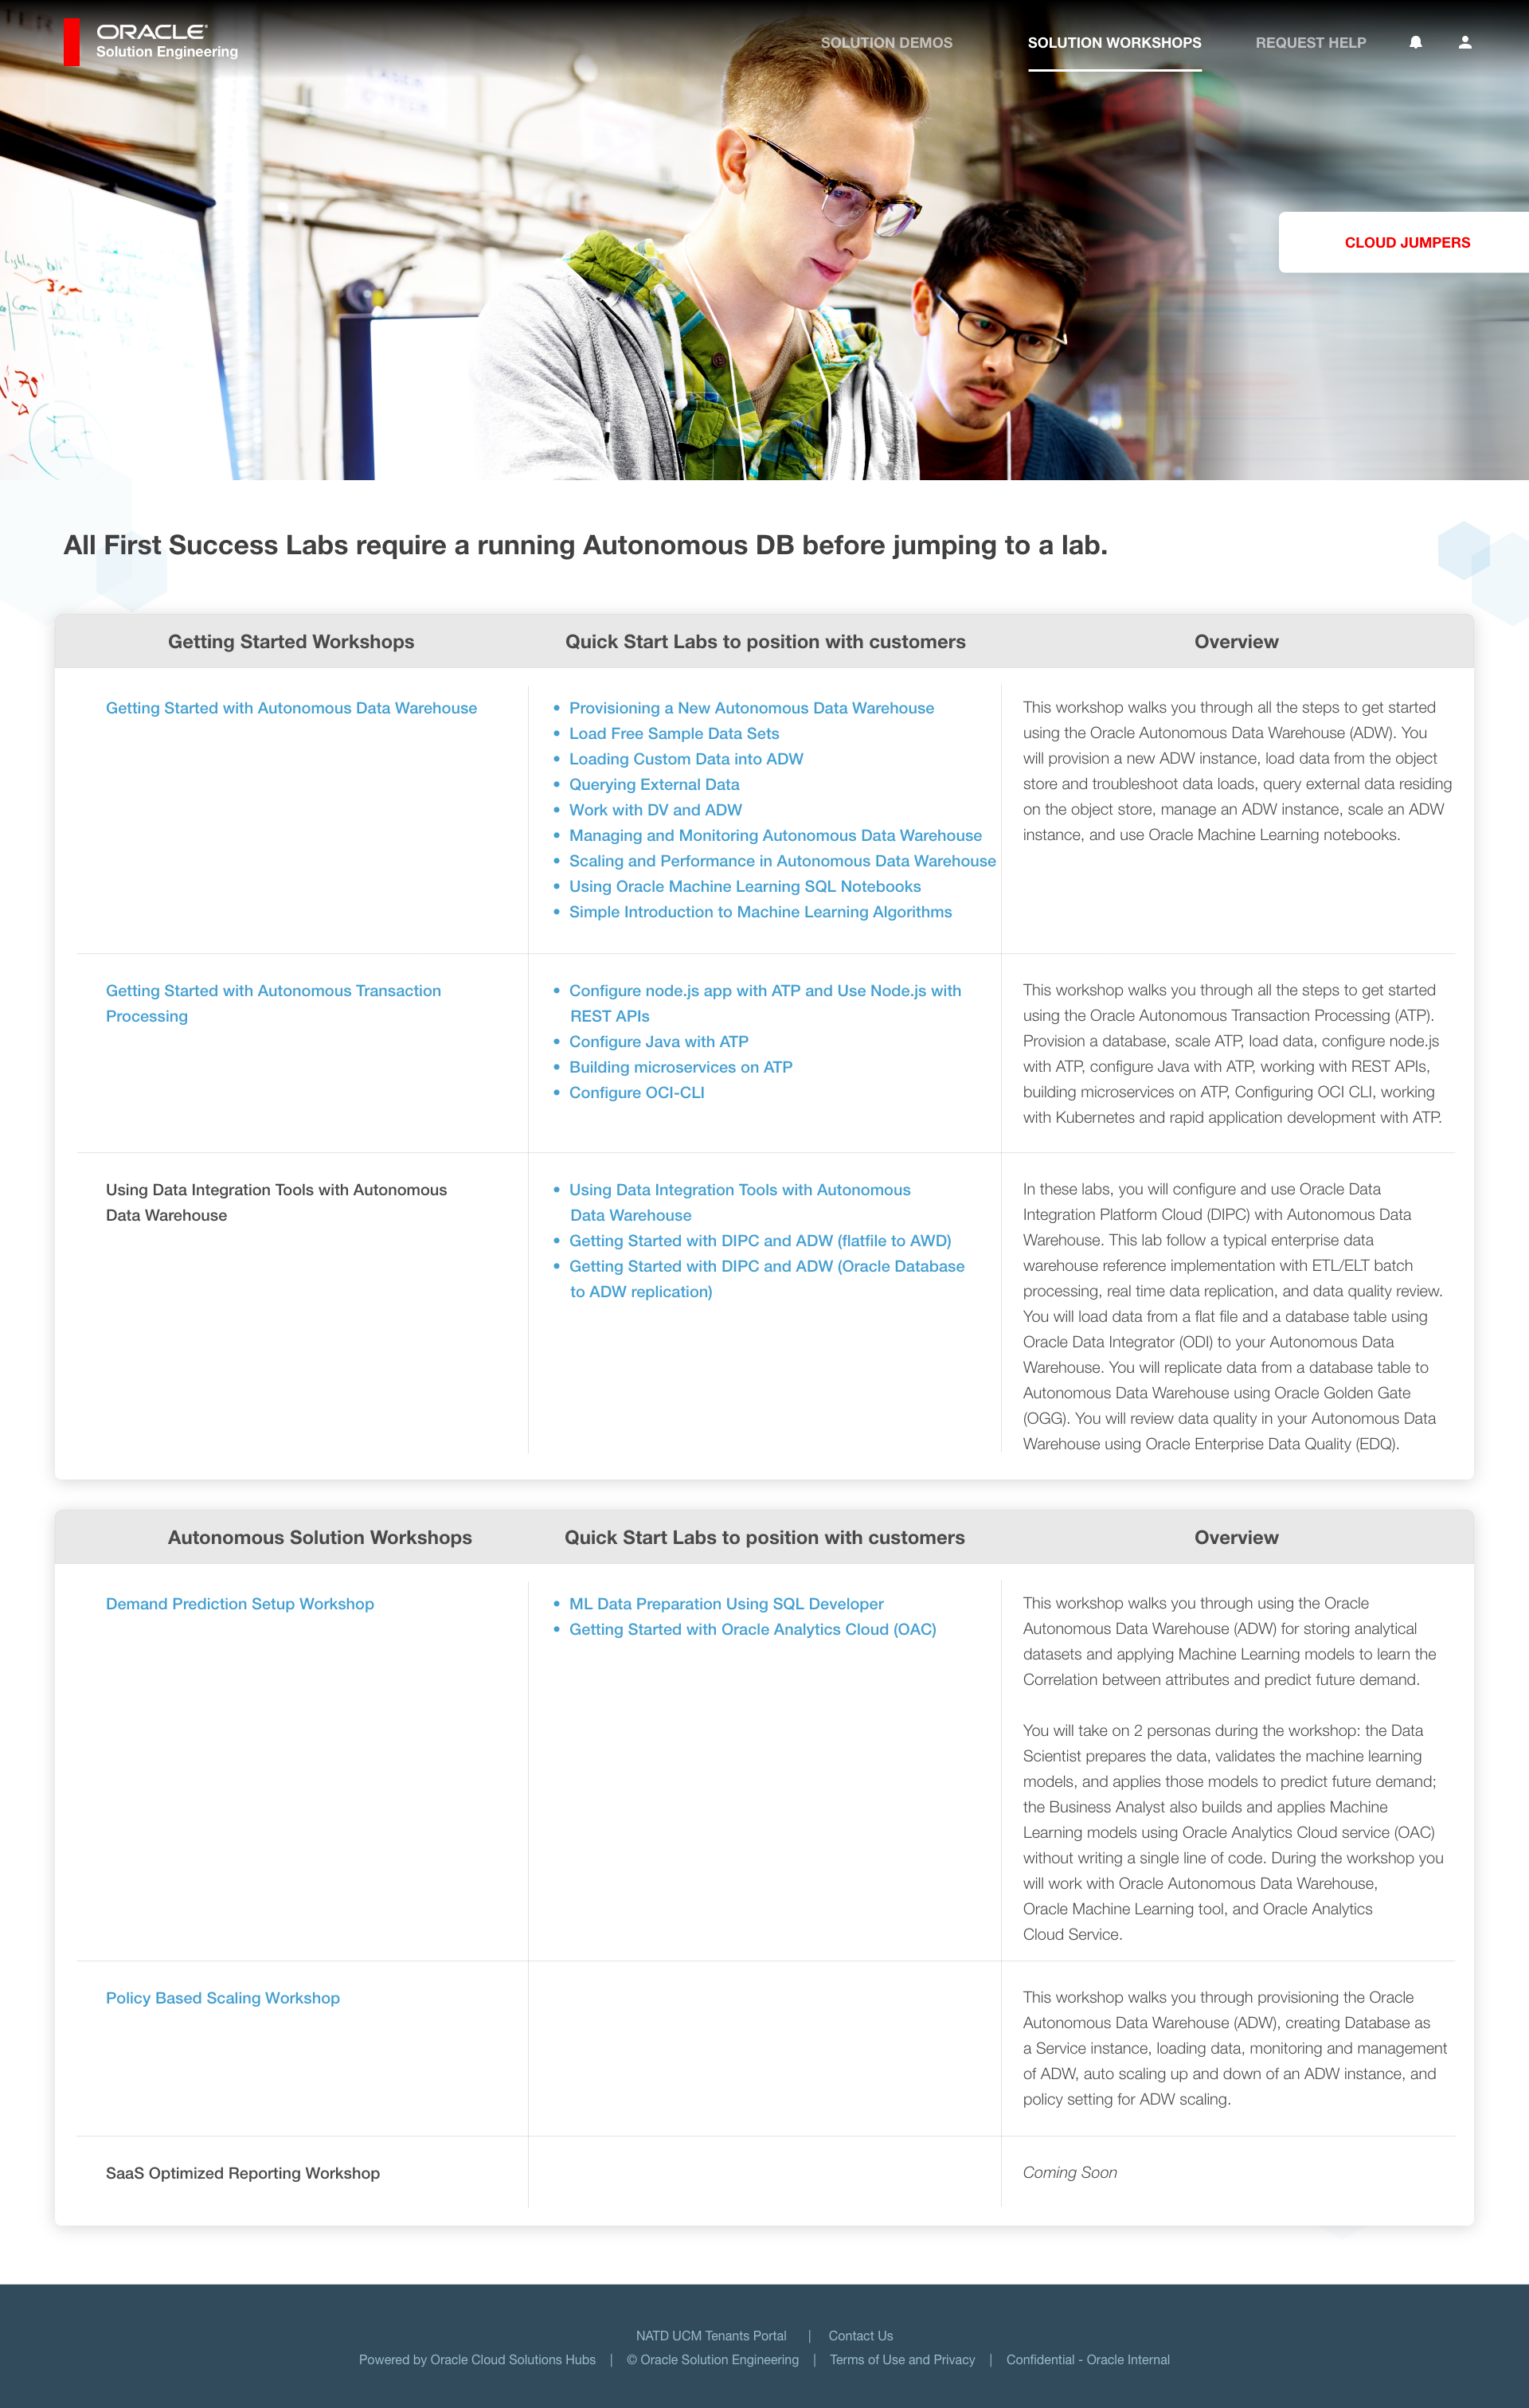 ORACLE
Solution Engineering
SOLUTION DEMOS
SOLUTION WORKSHOPS
REQUEST HELP
CLOUD JUMPERS
All First Success Labs require a running Autonomous DB before jumping to a lab.
Getting Started Workshops
Quick Start Labs to position with customers
Overview
Getting Started with Autonomous Data Warehouse
• Provisioning a New Autonomous Data Warehouse
• Load Free Sample Data Sets
• Loading Custom Data into ADW
• Querying External Data
• Work with DV and ADW
• Managing and Monitoring Autonomous Data Warehouse
• Scaling and Performance in Autonomous Data Warehouse
• Using Oracle Machine Learning SQL Notebooks
• Simple Introduction to Machine Learning Algorithms
This workshop walks you through all the steps to get started
using the Oracle Autonomous Data Warehouse (ADW). You
will provision a new ADW instance, load data from the object
store and troubleshoot data loads, query external data residing
on the object store, manage an ADW instance, scale an ADW
instance, and use Oracle Machine Learning notebooks.
Getting Started with Autonomous Transaction
Processing
• Configure node.js app with ATP and Use Node.js with
REST APIs
• Configure Java with ATP
• Building microservices on ATP
• Configure OCI-CLI
This workshop walks you through all the steps to get started
using the Oracle Autonomous Transaction Processing (ATP).
Provision a database, scale ATP, load data, configure node.js
with ATP, configure Java with ATP, working with REST APIs,
building microservices on ATP, Configuring OCI CLI, working
with Kubernetes and rapid application development with ATP.
Using Data Integration Tools with Autonomous
Data Warehouse
• Using Data Integration Tools with Autonomous
Data Warehouse
• Getting Started with DIPC and ADW (flatfile to AWD)
• Getting Started with DIPC and ADW (Oracle Database
to ADW replication)
In these labs, you will configure and use Oracle Data
Integration Platform Cloud (DIPC) with Autonomous Data
Warehouse. This lab follow a typical enterprise data
warehouse reference implementation with ETL/ELT batch
processing, real time data replication, and data quality review.
You will load data from a flat file and a database table using
Oracle Data Integrator (ODI) to your Autonomous Data
Warehouse. You will replicate data from a database table to
Autonomous Data Warehouse using Oracle Golden Gate
(OGG). You will review data quality in your Autonomous Data
Warehouse using Oracle Enterprise Data Quality (EDQ).
Autonomous Solution Workshops
Quick Start Labs to position with customers
Overview
Demand Prediction Setup Workshop
• ML Data Preparation Using SQL Developer
• Getting Started with Oracle Analytics Cloud (OAC)
This workshop walks you through using the Oracle
Autonomous Data Warehouse (ADW) for storing analytical
datasets and applying Machine Learning models to learn the
Correlation between attributes and predict future demand.
You will take on 2 personas during the workshop: the Data
Scientist prepares the data, validates the machine learning
models, and applies those models to predict future demand;
the Business Analyst also builds and applies Machine
Learning models using Oracle Analytics Cloud service (OAC)
without writing a single line of code. During the workshop you
will work with Oracle Autonomous Data Warehouse,
Oracle Machine Learning tool, and Oracle Analytics
Cloud Service.
Policy Based Scaling Workshop
This workshop walks you through provisioning the Oracle
Autonomous Data Warehouse (ADW), creating Database as
a Service instance, loading data, monitoring and management
of ADW, auto scaling up and down of an ADW instance, and
policy setting for ADW scaling.
SaaS Optimized Reporting Workshop
Coming Soon
NATD UCM Tenants Portal | Contact Us
Powered by Oracle Cloud Solutions Hubs | © Oracle Solution Engineering | Terms of Use and Privacy | Confidential - Oracle Internal